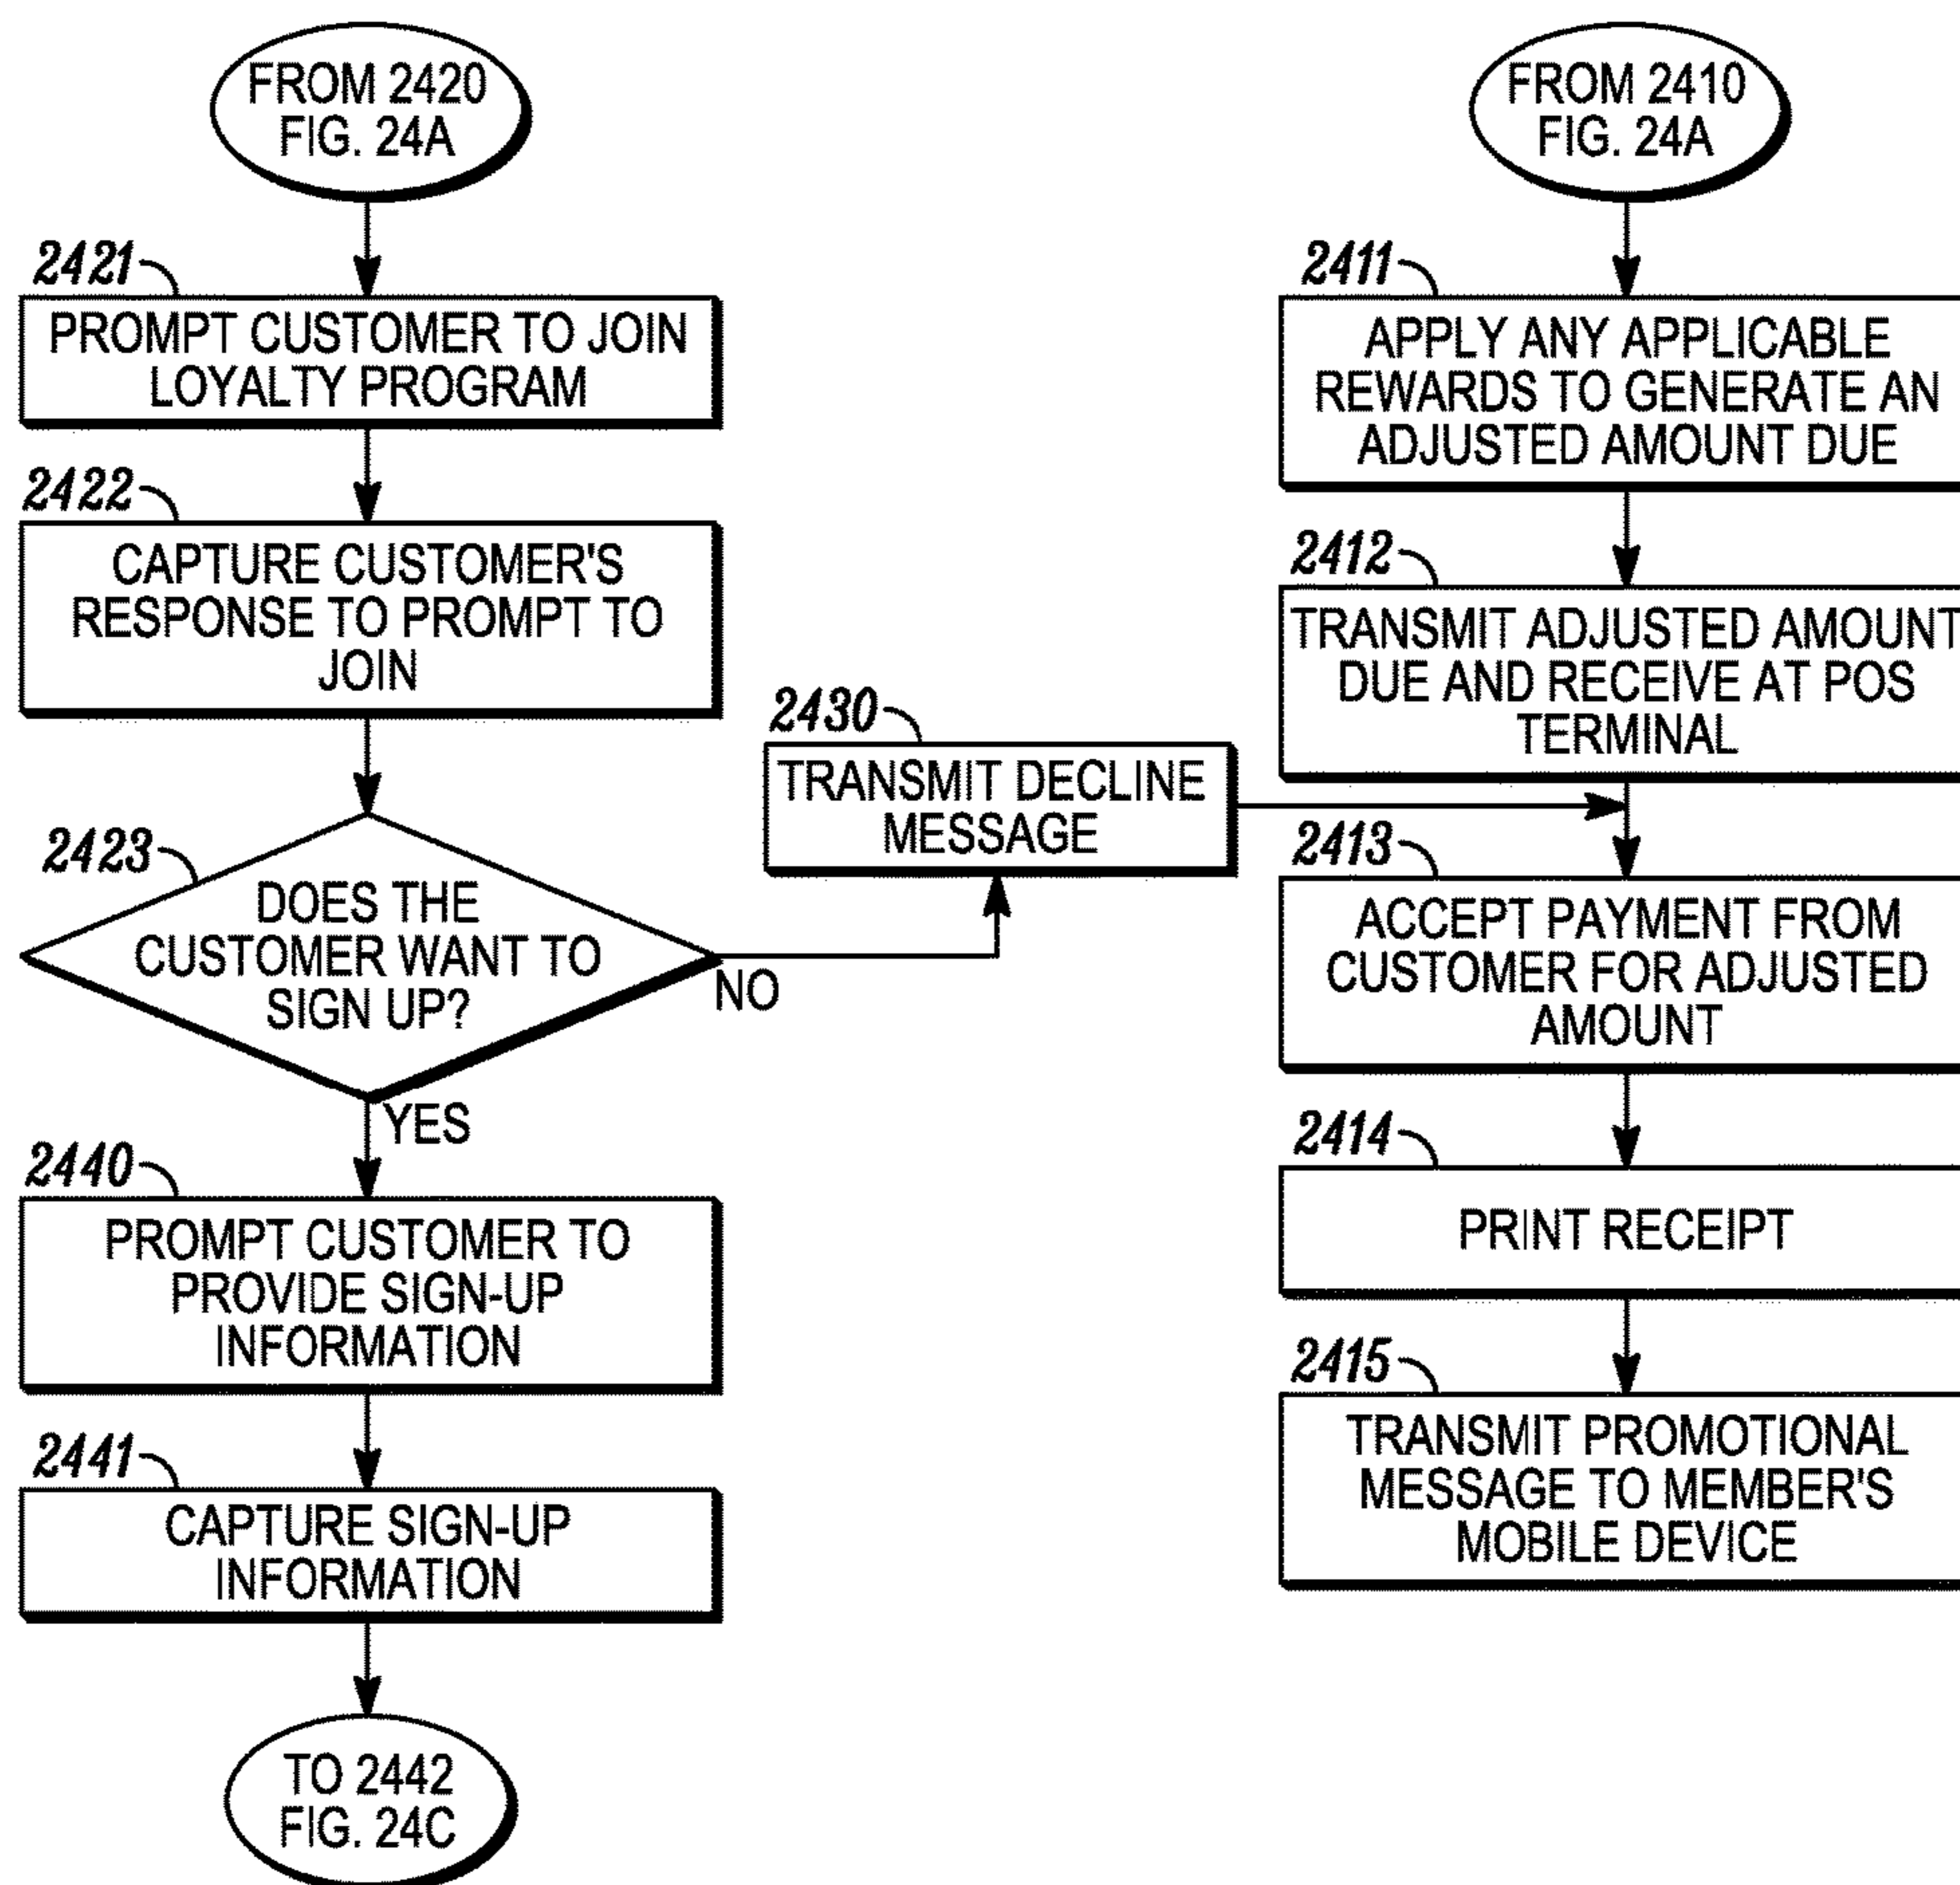 FROM 2420
FIG. 24A
2421
PROMPT CUSTOMER TO JOIN
LOYALTY PROGRAM
2422
CAPTURE CUSTOMER'S
RESPONSE TO PROMPT TO
JOIN
2423
DOES THE
CUSTOMER WANT TO
SIGN UP?
NO
YES
2430
TRANSMIT DECLINE
MESSAGE
2440
PROMPT CUSTOMER TO
PROVIDE SIGN-UP
INFORMATION
2441
CAPTURE SIGN-UP
INFORMATION
TO 2442
FIG. 24C
FROM 2410
FIG. 24A
2411
APPLY ANY APPLICABLE
REWARDS TO GENERATE AN
ADJUSTED AMOUNT DUE
2412
TRANSMIT ADJUSTED AMOUNT
DUE AND RECEIVE AT POS
TERMINAL
2413
ACCEPT PAYMENT FROM
CUSTOMER FOR ADJUSTED
AMOUNT
2414
PRINT RECEIPT
2415
TRANSMIT PROMOTIONAL
MESSAGE TO MEMBER'S
MOBILE DEVICE